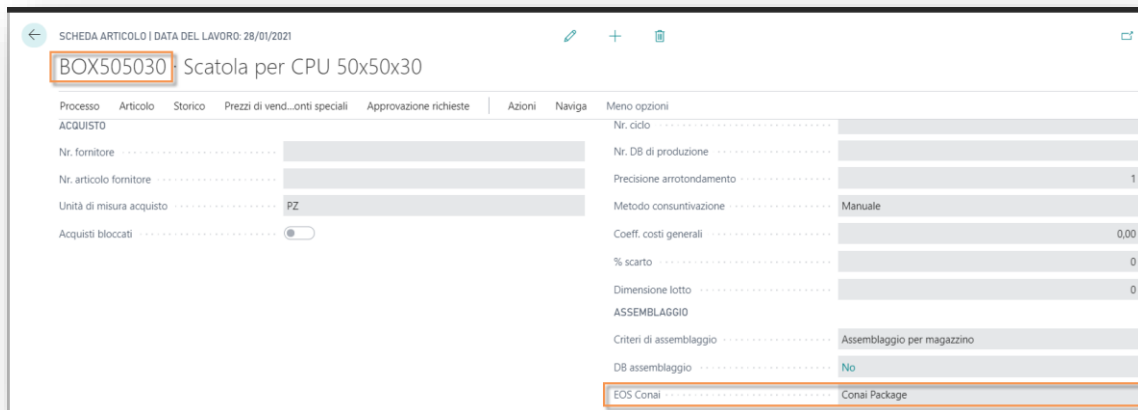 SCHEDA ARTICOLO | DATA DEL LAVORO: 28/01/2021
BOX505030 · Scatola per CPU 50x50x30
Processo Articolo Storico Prezzi di vend...onti speciali Approvazione richieste Azioni Naviga Meno opzioni
ACQUISTO
Nr. fornitore
Nr. articolo fornitore
Unità di misura acquisto PZ
Acquisti bloccati
Nr. ciclo
Nr. DB di produzione
Precisione arrotondamento 1
Metodo consuntivazione Manuale
Coeff. costi generali 0,00
% scarto 0
Dimensione lotto 0
ASSEMBLAGGIO
Criteri di assemblaggio Assemblaggio per magazzino
DB assemblaggio No
EOS Conai Conai Package